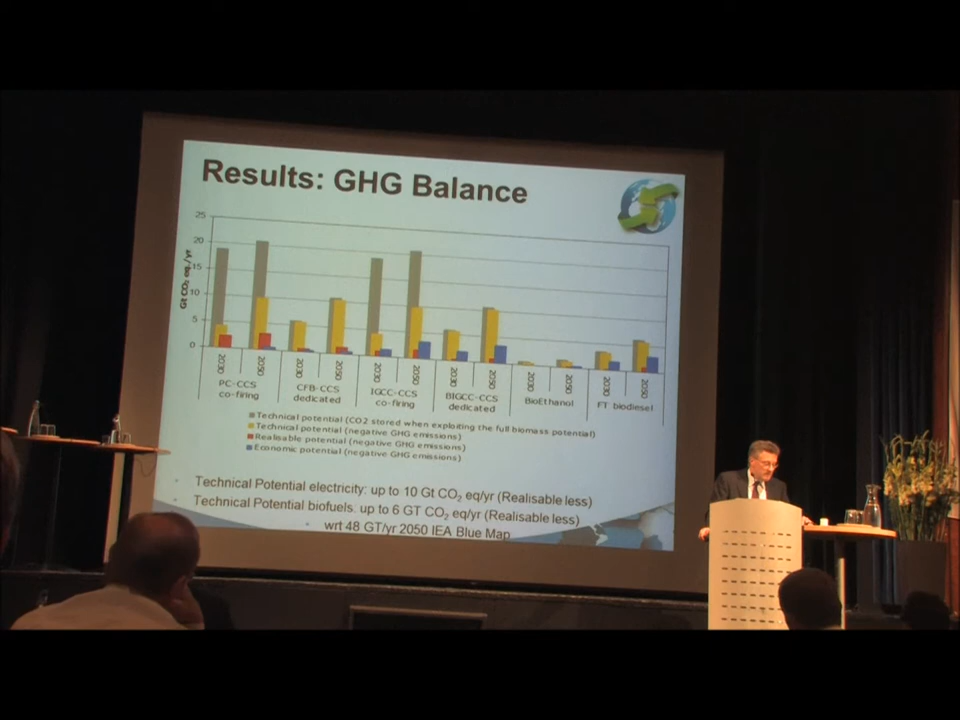 Results: GHG Balance
Gt CO2 eq./yr
25
20
15
10
5
0
2030 2050 2030 2050 2030 2050 2030 2050 2030 2050 2030 2050
PC-CCS co-firing
CFB-CCS dedicated
IGCC-CCS co-firing
BIGCC-CCS dedicated
BioEthanol
FT biodiesel
Technical potential (CO2 stored when exploiting the full biomass potential)
Technical potential (negative GHG emissions)
Realisable potential (negative GHG emissions)
Economic potential (negative GHG emissions)
- Technical Potential electricity: up to 10 Gt CO2 eq/yr (Realisable less)
- Technical Potential biofuels: up to 6 GT CO2 eq/yr (Realisable less)
- wrt 48 GT/yr 2050 IEA Blue Map